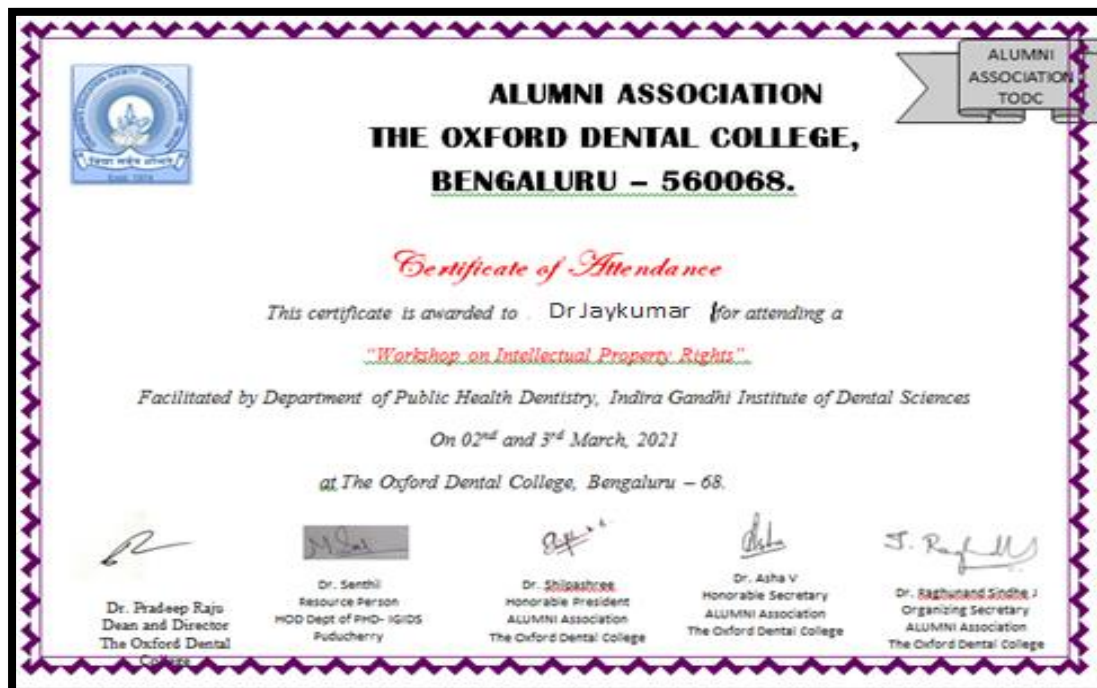 ALUMNI
ASSOCIATION
TODC
ALUMNI ASSOCIATION
THE OXFORD DENTAL COLLEGE,
BENGALURU – 560068.
Certificate of Attendance
This certificate is awarded to Dr Jaykumar for attending a
“Workshop on Intellectual Property Rights”.
Facilitated by Department of Public Health Dentistry, Indira Gandhi Institute of Dental Sciences
On 02nd and 3rd March, 2021
at The Oxford Dental College, Bengaluru – 68.
Dr. Pradeep Raju
Dean and Director
The Oxford Dental
College
Dr. Senthil
Resource Person
HOD Dept of PHD- IGIDS
Puducherry
Dr. Shilpashree
Honorable President
ALUMNI Association
The Oxford Dental College
Asha
Dr. Asha V
Honorable Secretary
ALUMNI Association
The Oxford Dental College
Dr. Raghunand Sindhe J
Organizing Secretary
ALUMNI Association
The Oxford Dental College